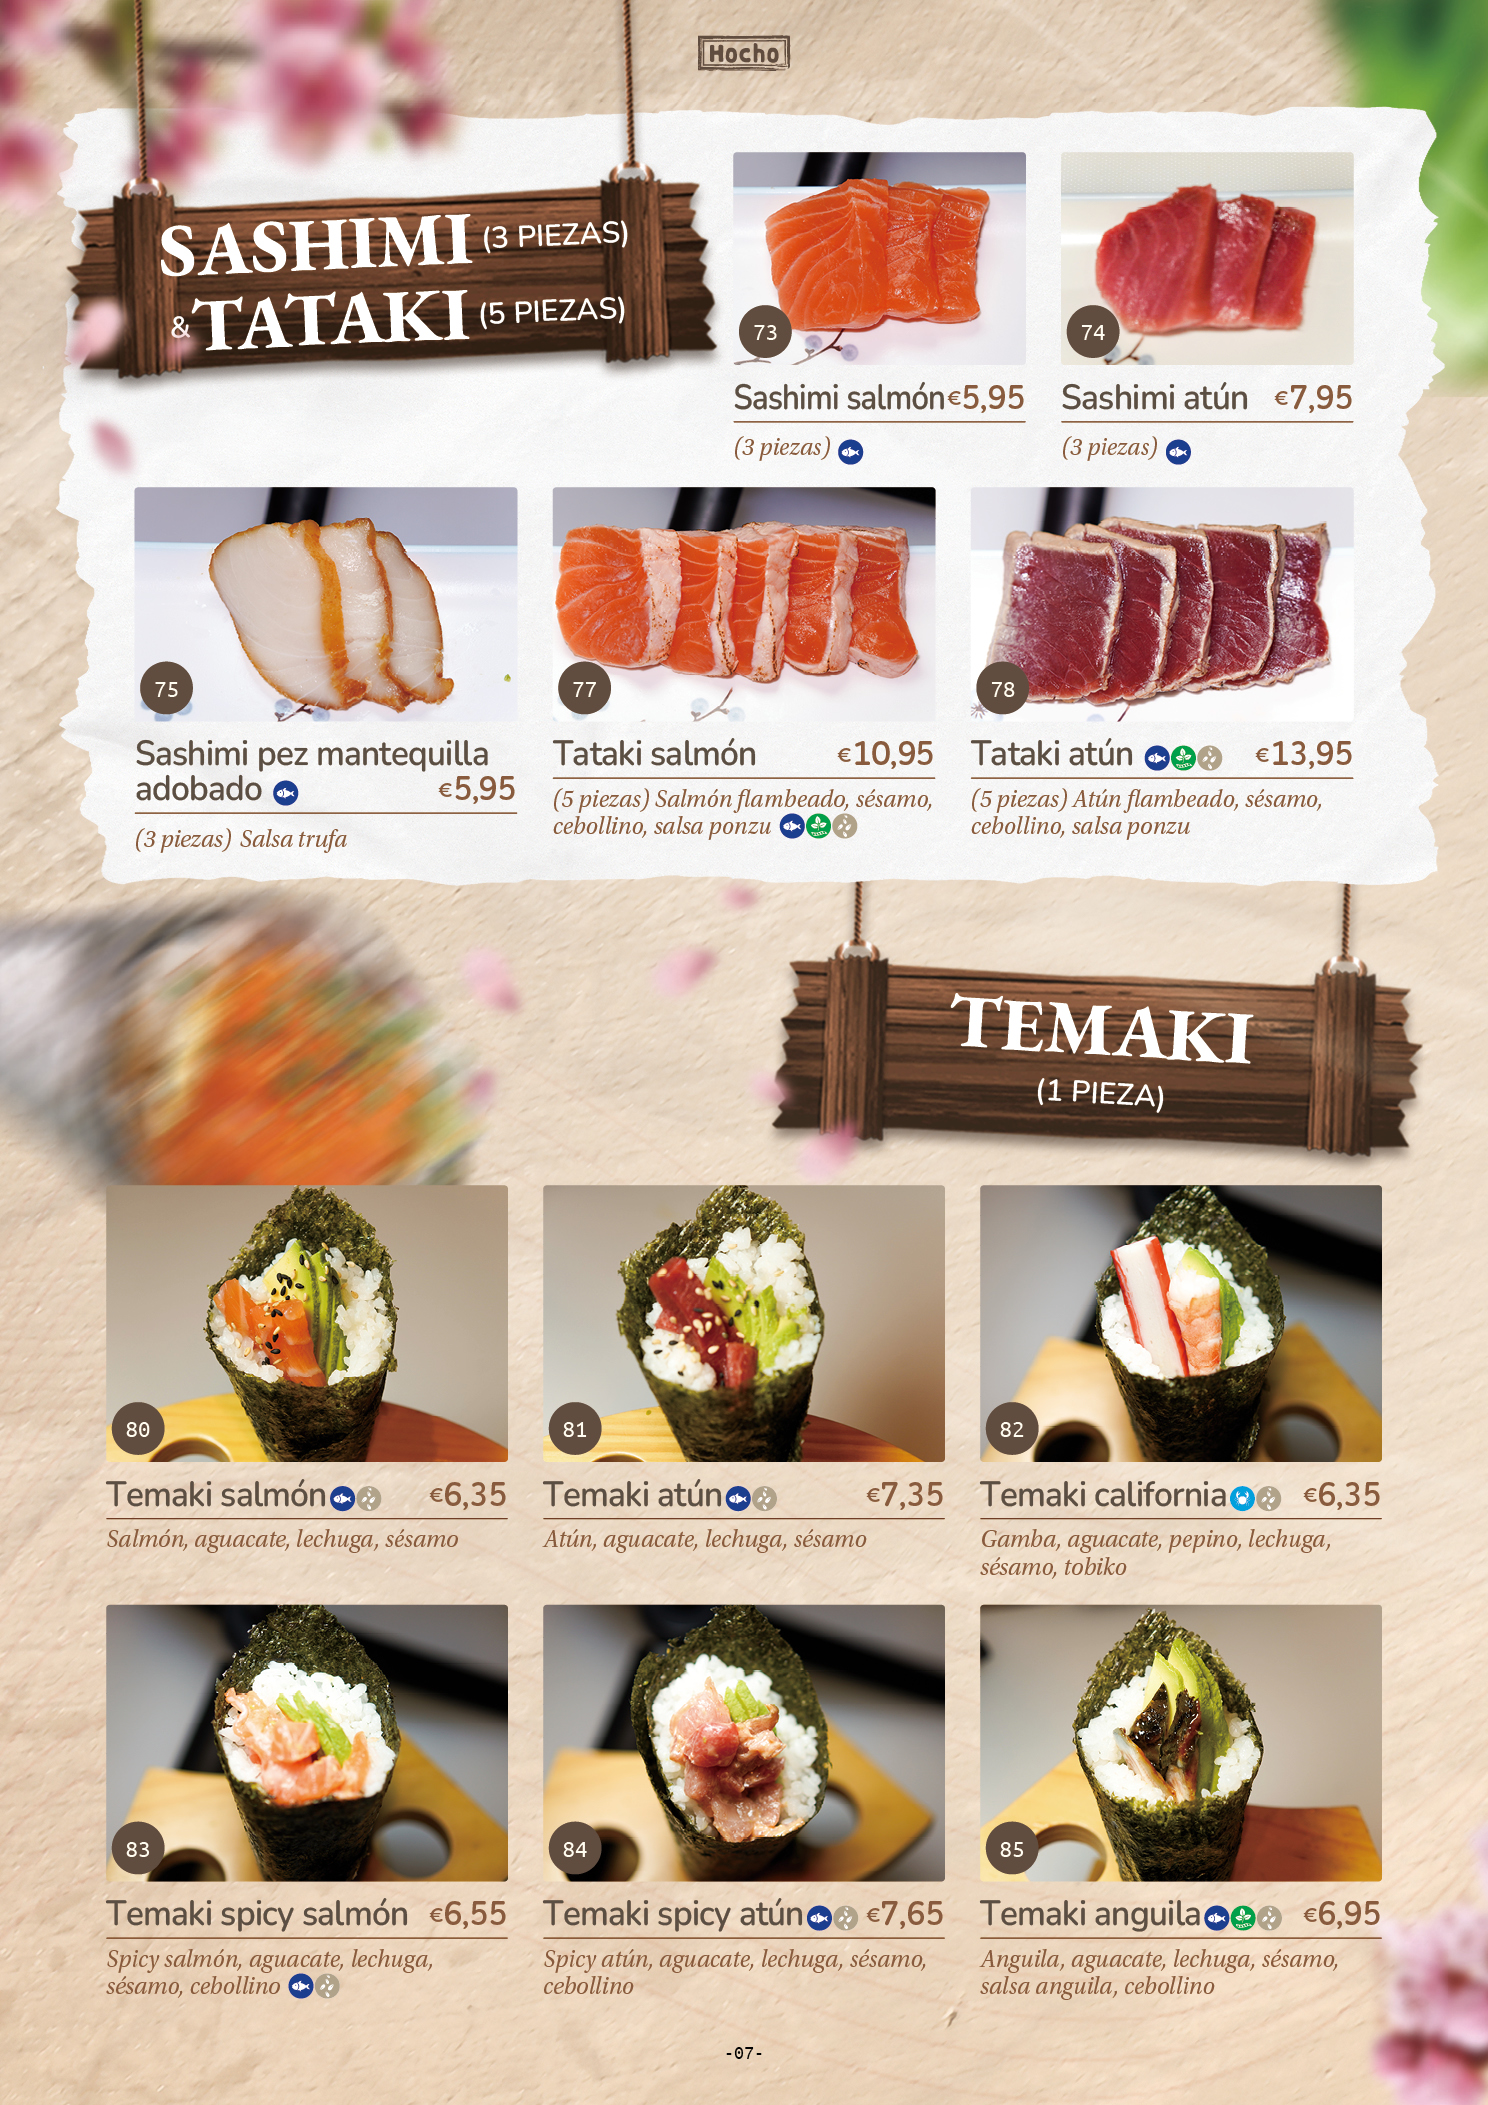 Hocho
SASHIMI (3 PIEZAS)
& TATAKI (5 PIEZAS)
73
Sashimi salmón €5,95
(3 piezas)
74
Sashimi atún €7,95
(3 piezas)
75
Sashimi pez mantequilla
adobado €5,95
(3 piezas) Salsa trufa
77
Tataki salmón €10,95
(5 piezas) Salmón flambeado, sésamo,
cebollino, salsa ponzu
78
Tataki atún €13,95
(5 piezas) Atún flambeado, sésamo,
cebollino, salsa ponzu
TEMAKI
(1 PIEZA)
80
Temaki salmón €6,35
Salmón, aguacate, lechuga, sésamo
81
Temaki atún €7,35
Atún, aguacate, lechuga, sésamo
82
Temaki california €6,35
Gamba, aguacate, pepino, lechuga,
sésamo, tobiko
83
Temaki spicy salmón €6,55
Spicy salmón, aguacate, lechuga,
sésamo, cebollino
84
Temaki spicy atún €7,65
Spicy atún, aguacate, lechuga, sésamo,
cebollino
85
Temaki anguila €6,95
Anguila, aguacate, lechuga, sésamo,
salsa anguila, cebollino
-07-